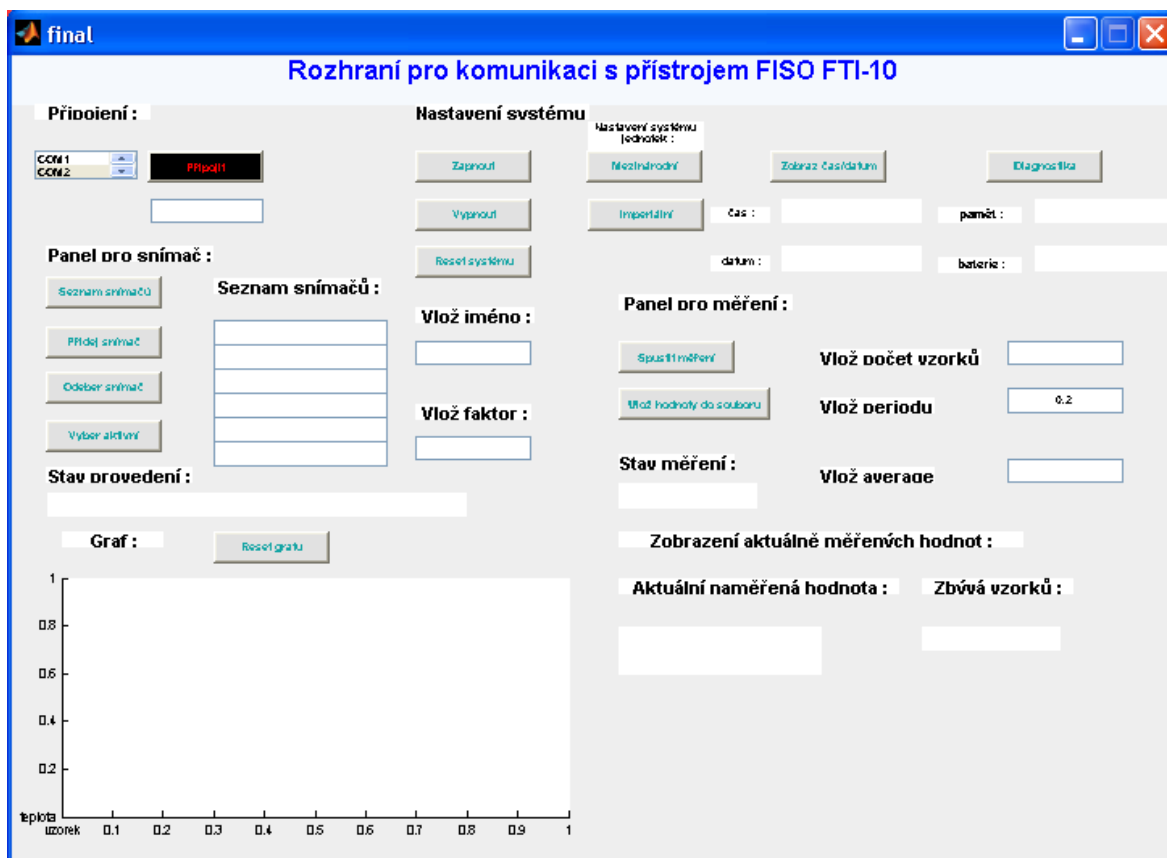 final
Rozhraní pro komunikaci s přístrojem FISO FTI-10
Připojení :
Nastavení systému
Nastavení systému
jednotek :
COM1
COM2
Připojit
Zapnout
Mezinárodní
Zobraz čas/datum
Diagnostika
Vypnout
Imperiální
čas :
pamět :
Panel pro snímač :
Reset systému
datum :
baterie :
Seznam snímačů
Seznam snímačů :
Panel pro měření :
Vlož jméno :
Přidej snímač
Spustit měření
Vlož počet vzorků
Odeber snímač
Ulož hodnoty do souboru
Vlož periodu
0.2
Vlož faktor :
Vyber aktivní
Stav provedení :
Stav měření :
Vlož average
Graf :
Reset grafu
Zobrazení aktuálně měřených hodnot :
Aktuální naměřená hodnota :
Zbývá vzorků :
1
0.8
0.6
0.4
0.2
teplota
vzorek 0.1 0.2 0.3 0.4 0.5 0.6 0.7 0.8 0.9 1